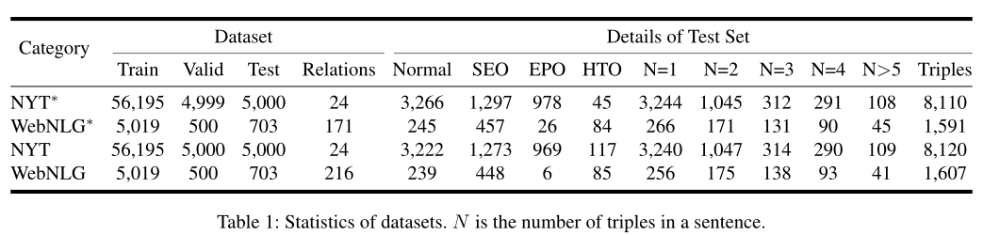 Category Dataset Details of Test Set
Train Valid Test Relations Normal SEO EPO HTO N=1 N=2 N=3 N=4 N>5 Triples
NYT* 56,195 4,999 5,000 24 3,266 1,297 978 45 3,244 1,045 312 291 108 8,110
WebNLG* 5,019 500 703 171 245 457 26 84 266 171 131 90 45 1,591
NYT 56,195 5,000 5,000 24 3,222 1,273 969 117 3,240 1,047 314 290 109 8,120
WebNLG 5,019 500 703 216 239 448 6 85 256 175 138 93 41 1,607
Table 1: Statistics of datasets. N is the number of triples in a sentence.